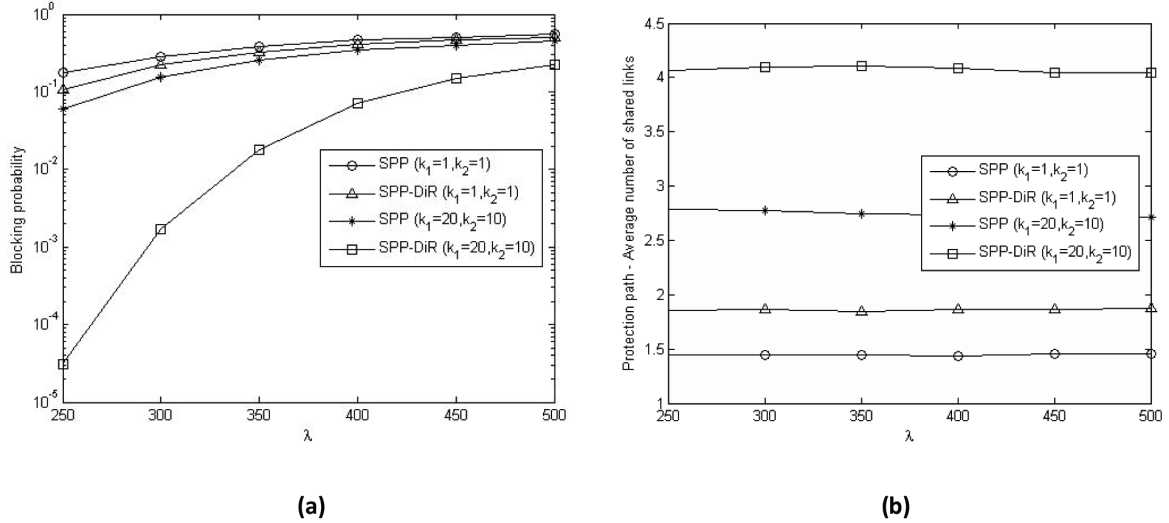 10^0
10^-1
10^-2
10^-3
10^-4
10^-5
Blocking probability
250 300 350 400 450 500
λ
SPP (k₁=1,k₂=1)
SPP-DiR (k₁=1,k₂=1)
SPP (k₁=20,k₂=10)
SPP-DiR (k₁=20,k₂=10)
(a)
4.5
4
3.5
3
2.5
2
1.5
1
Protection path - Average number of shared links
250 300 350 400 450 500
λ
SPP (k₁=1,k₂=1)
SPP-DiR (k₁=1,k₂=1)
SPP (k₁=20,k₂=10)
SPP-DiR (k₁=20,k₂=10)
(b)